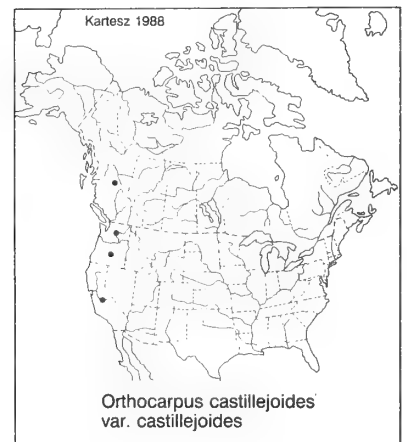 Kartesz 1988
Orthocarpus castillejoides
var. castillejoides